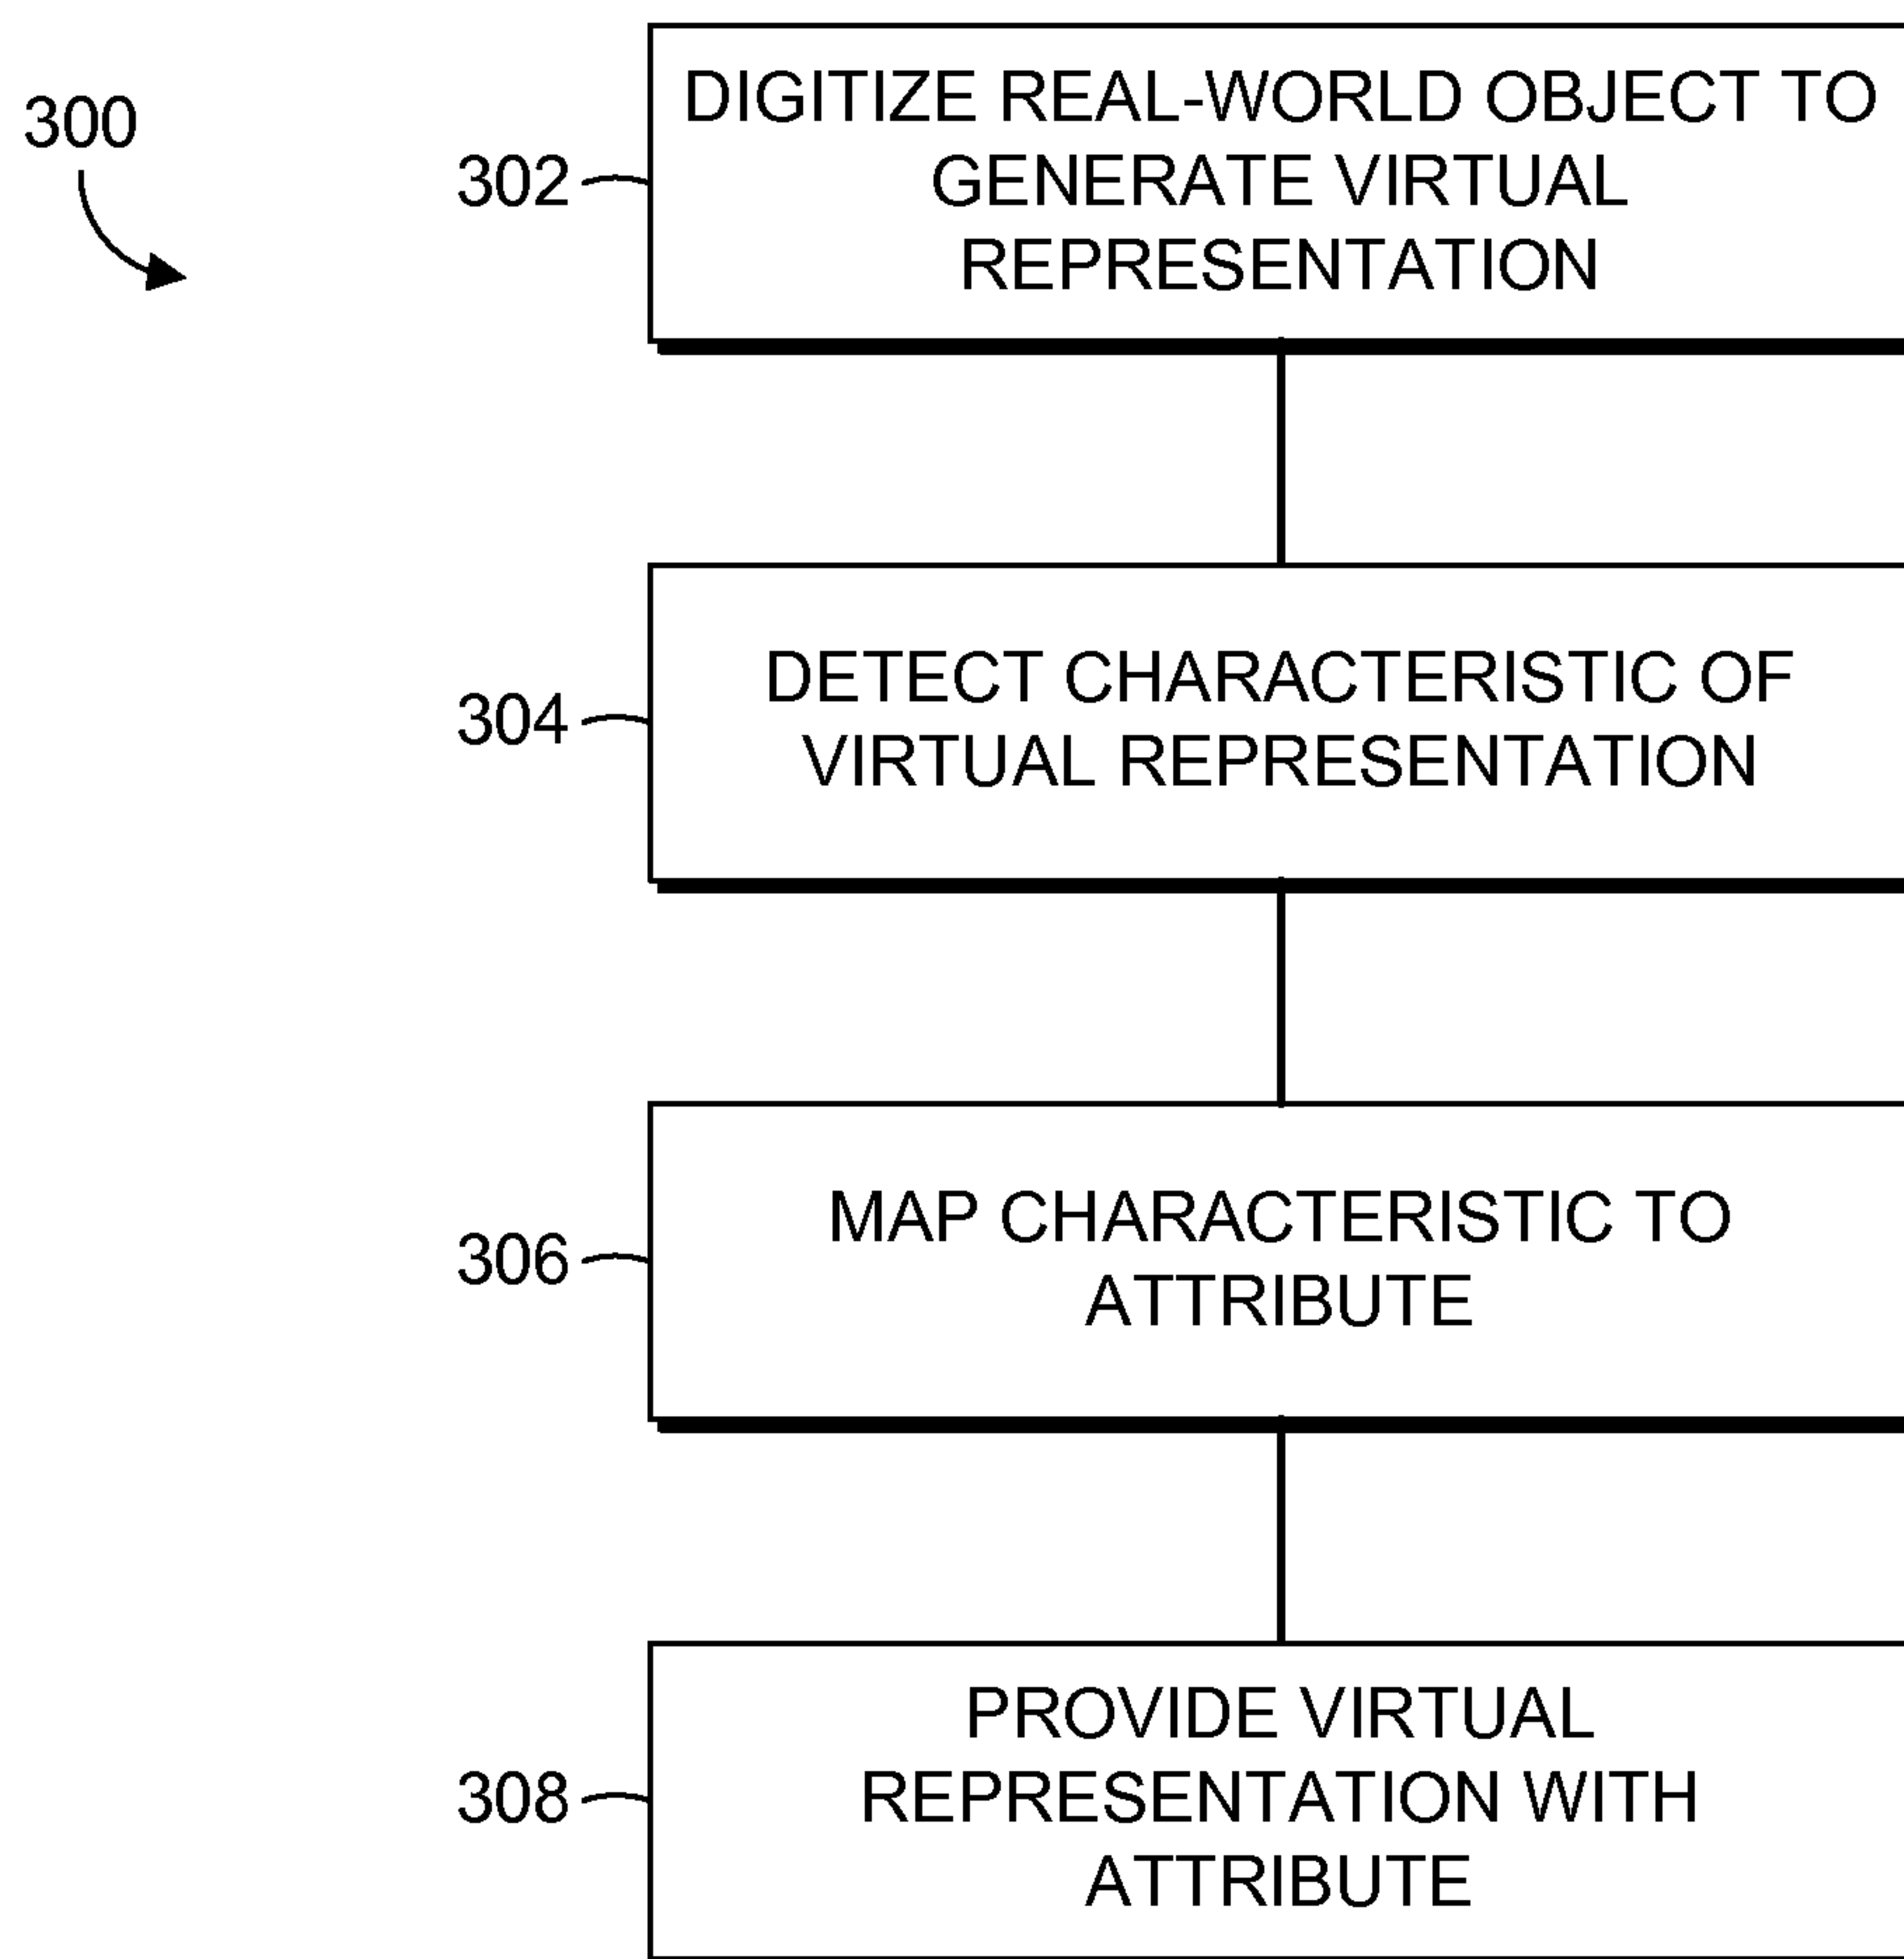 300
302
DIGITIZE REAL-WORLD OBJECT TO
GENERATE VIRTUAL
REPRESENTATION
304
DETECT CHARACTERISTIC OF
VIRTUAL REPRESENTATION
306
MAP CHARACTERISTIC TO
ATTRIBUTE
308
PROVIDE VIRTUAL
REPRESENTATION WITH
ATTRIBUTE